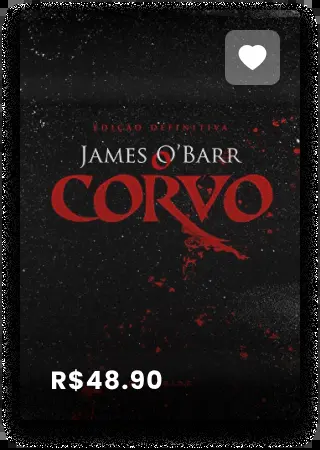 EDIÇÃO DEFINITIVA
JAMES O'BARR
O
CORVO
R$48.90